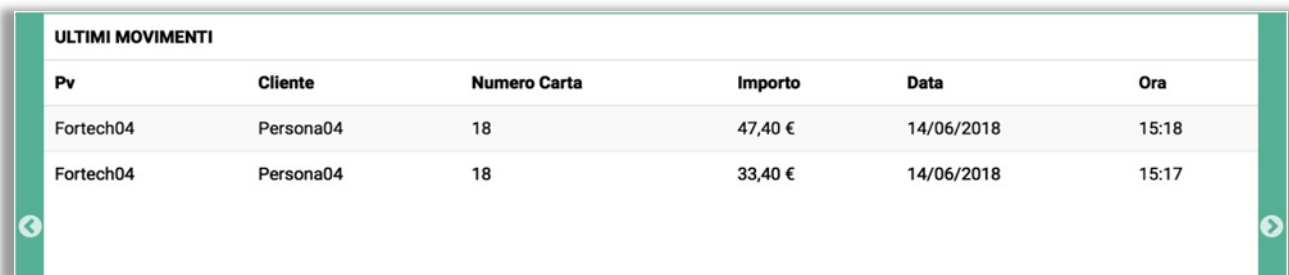 ULTIMI MOVIMENTI
Pv Cliente Numero Carta Importo Data Ora
Fortech04 Persona04 18 47,40 € 14/06/2018 15:18
Fortech04 Persona04 18 33,40 € 14/06/2018 15:17